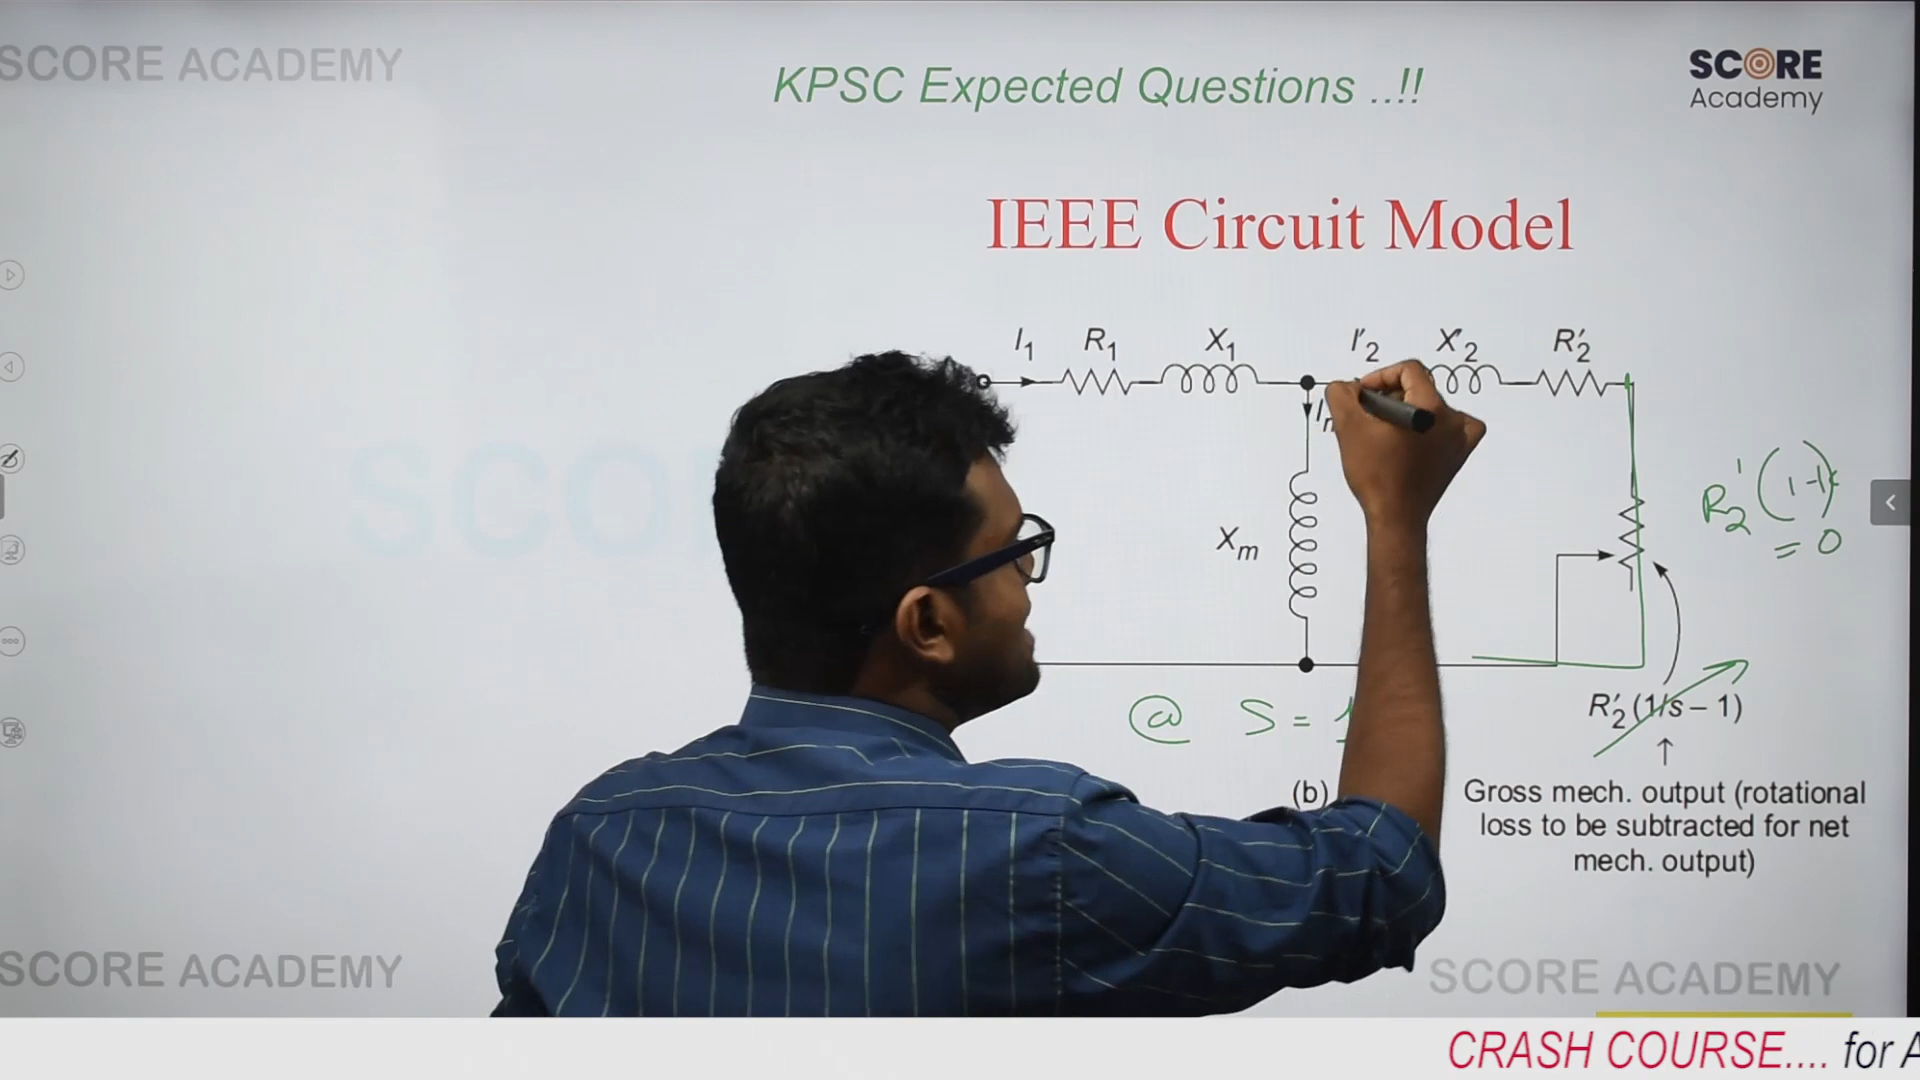 SCORE ACADEMY
KPSC Expected Questions ..!!
SCORE
Academy
IEEE Circuit Model
I1 R1 X1 I′2 X′2 R′2
R2′ (1-1)
= 0
Xm
@ S = 1
R′2 (1/s – 1)
↑
(b)
Gross mech. output (rotational
loss to be subtracted for net
mech. output)
SCORE ACADEMY
SCORE ACADEMY
CRASH COURSE.... for